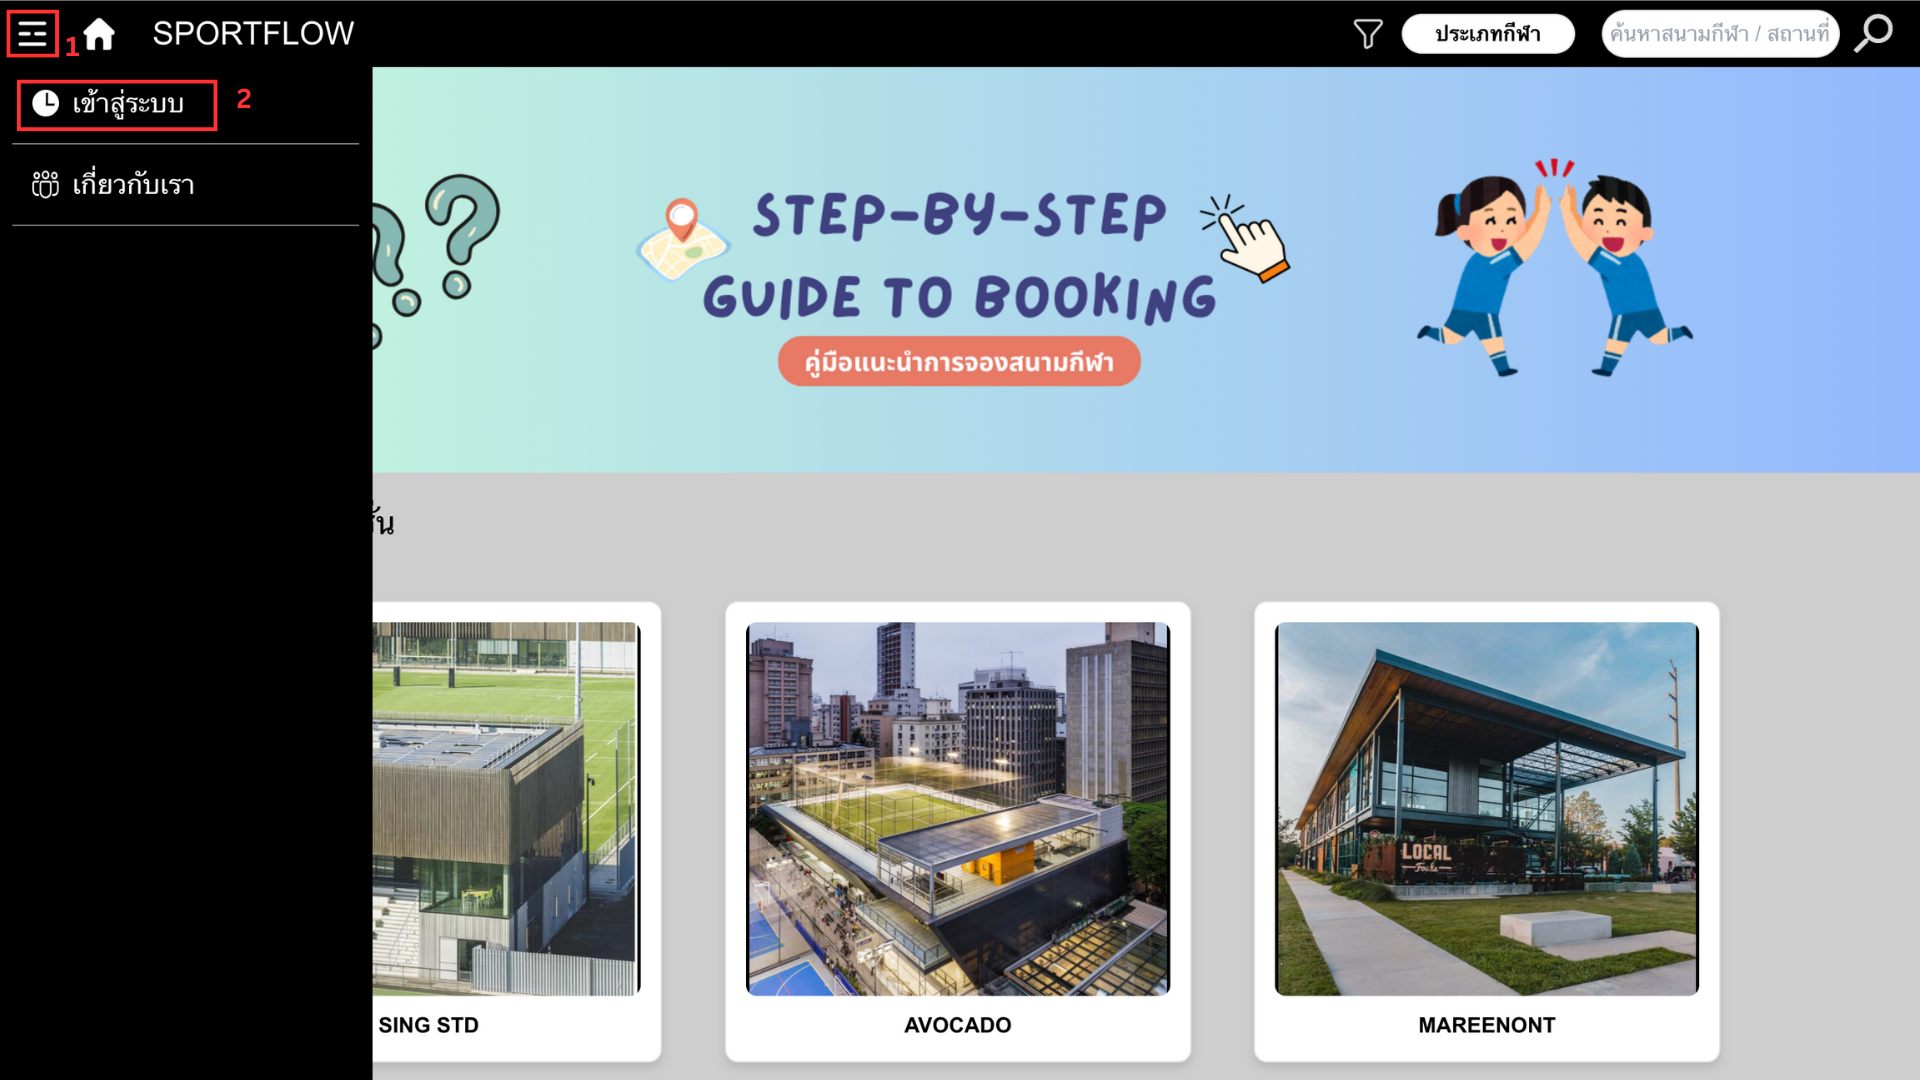 1
SPORTFLOW
ประเภทกีฬา
ค้นหาสนามกีฬา / สถานที่
เข้าสู่ระบบ
2
เกี่ยวกับเรา
STEP-BY-STEP
GUIDE TO BOOKING
คู่มือแนะนำการจองสนามกีฬา
LOCAL
Foods
SING STD
AVOCADO
MAREENONT